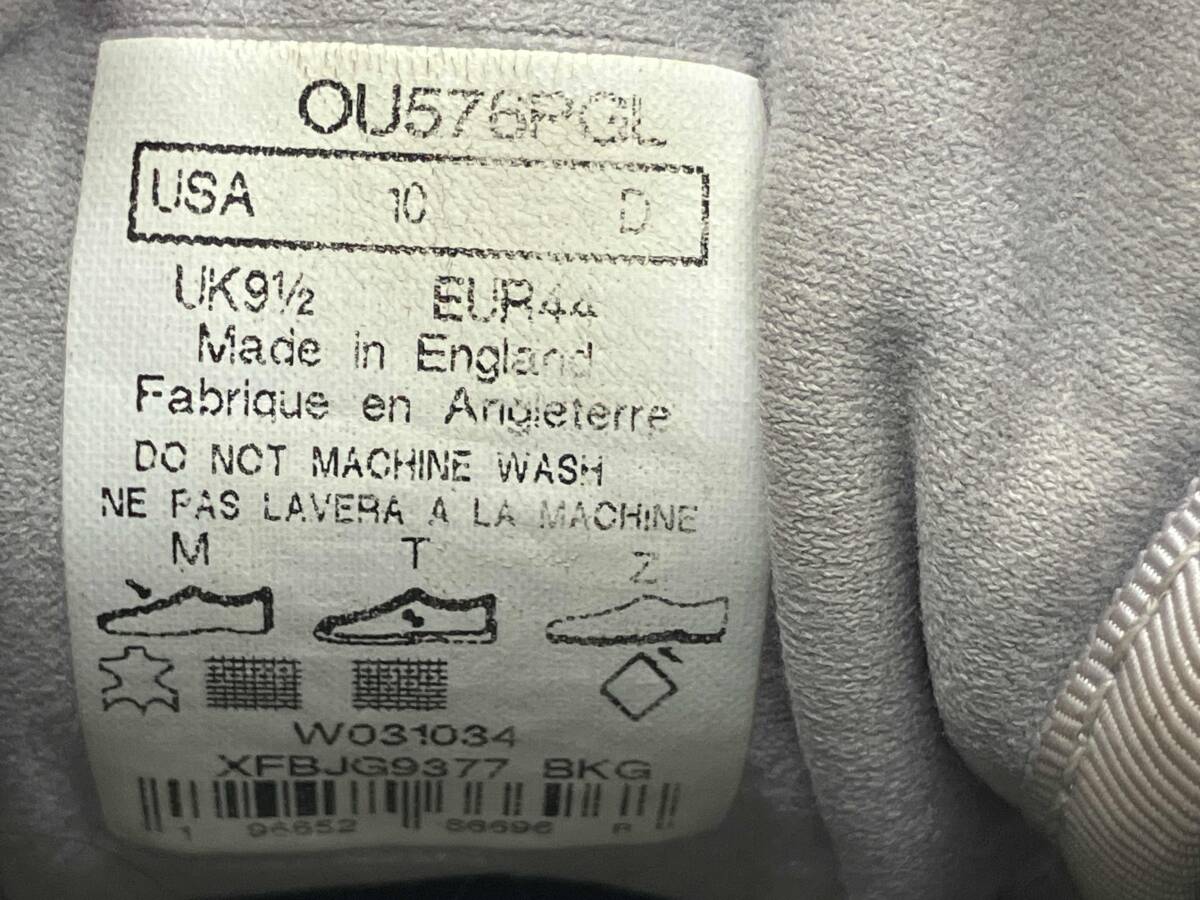 OU576PGL
USA 10 D
UK9½ EUR44
Made in England
Fabrique en Angleterre
DO NOT MACHINE WASH
NE PAS LAVERA A LA MACHINE
M T Z
W031034
XFBJG9377 BKG
1